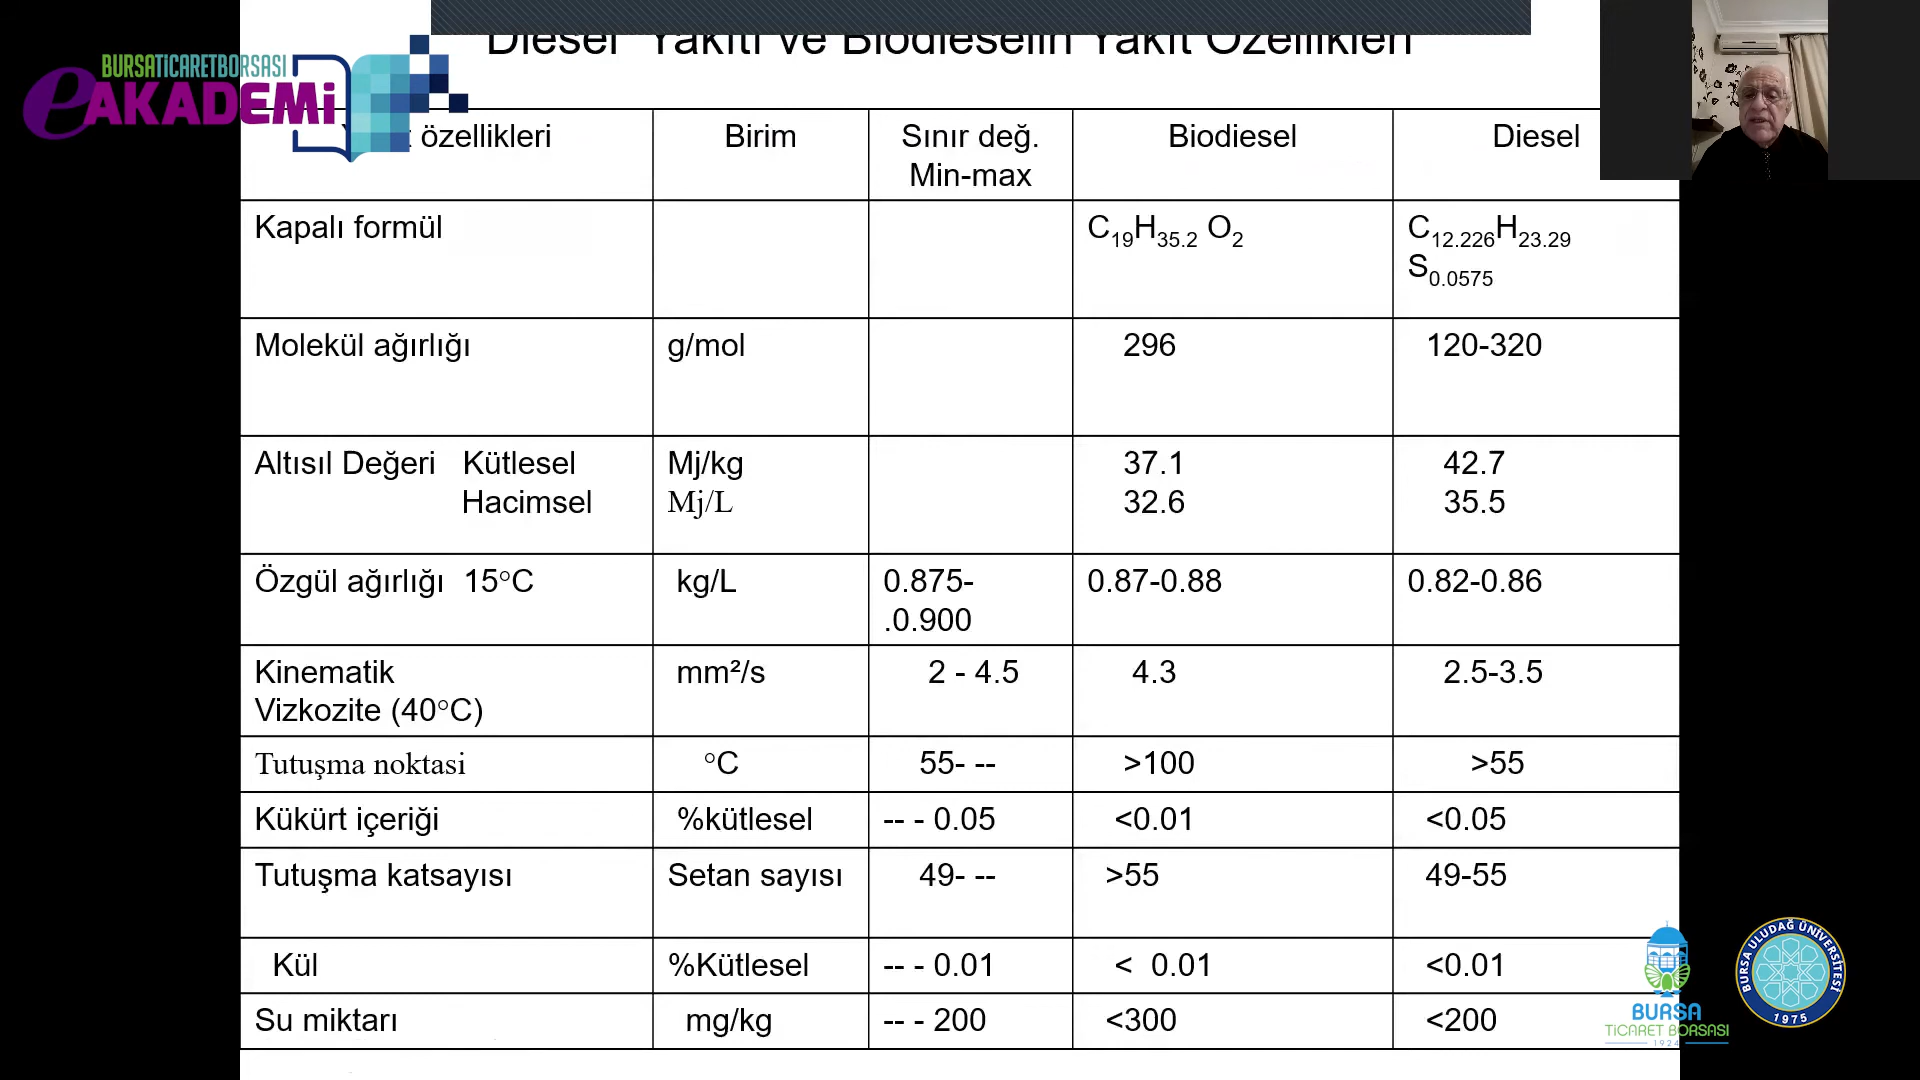 Diesel Yakıtı ve Biodieselin Yakıt Özellikleri
BURSATİCARETBORSASI
eAKADEMİ
özellikleri
Birim
Sınır değ.
Min-max
Biodiesel
Diesel
Kapalı formül
C19H35.2 O2
C12.226H23.29
S0.0575
Molekül ağırlığı
g/mol
296
120-320
Altısıl Değeri Kütlesel
Mj/kg
37.1
42.7
Hacimsel
Mj/L
32.6
35.5
Özgül ağırlığı 15°C
kg/L
0.875-
.0.900
0.87-0.88
0.82-0.86
Kinematik
Vizkozite (40°C)
mm²/s
2 - 4.5
4.3
2.5-3.5
Tutuşma noktasi
°C
55- --
>100
>55
Kükürt içeriği
%kütlesel
-- - 0.05
<0.01
<0.05
Tutuşma katsayısı
Setan sayısı
49- --
>55
49-55
Kül
%Kütlesel
-- - 0.01
< 0.01
<0.01
Su miktarı
mg/kg
-- - 200
<300
<200
BURSA
TİCARET BORSASI
1924
BURSA ULUDAĞ ÜNİVERSİTESİ
1975